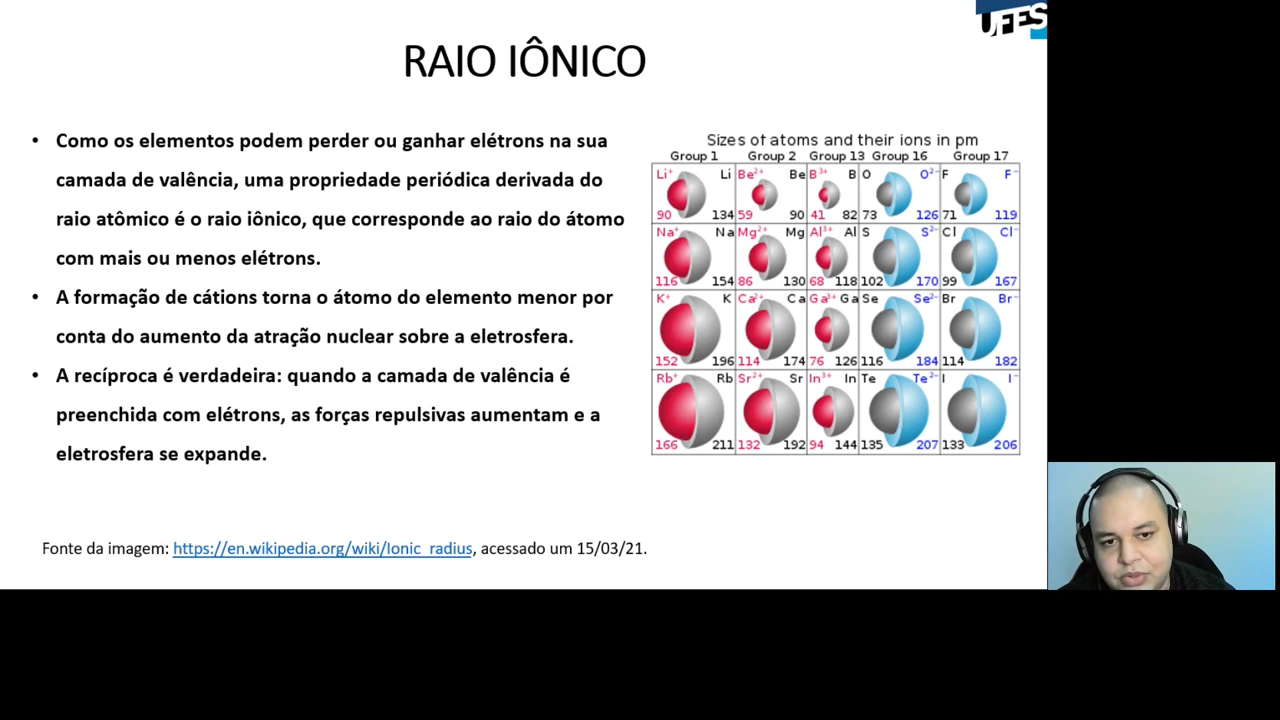 UFES
RAIO IÔNICO
• Como os elementos podem perder ou ganhar elétrons na sua
camada de valência, uma propriedade periódica derivada do
raio atômico é o raio iônico, que corresponde ao raio do átomo
com mais ou menos elétrons.
• A formação de cátions torna o átomo do elemento menor por
conta do aumento da atração nuclear sobre a eletrosfera.
• A recíproca é verdadeira: quando a camada de valência é
preenchida com elétrons, as forças repulsivas aumentam e a
eletrosfera se expande.
Sizes of atoms and their ions in pm
Group 1 Group 2 Group 13 Group 16 Group 17
Li⁺ Li Be²⁺ Be B³⁺ B O O²⁻ F F⁻
90 134 59 90 41 82 73 126 71 119
Na⁺ Na Mg²⁺ Mg Al³⁺ Al S S²⁻ Cl Cl⁻
116 154 86 130 68 118 102 170 99 167
K⁺ K Ca²⁺ Ca Ga³⁺ Ga Se Se²⁻ Br Br⁻
152 196 114 174 76 126 116 184 114 182
Rb⁺ Rb Sr²⁺ Sr In³⁺ In Te Te²⁻ I I⁻
166 211 132 192 94 144 135 207 133 206
Fonte da imagem: https://en.wikipedia.org/wiki/Ionic_radius, acessado um 15/03/21.